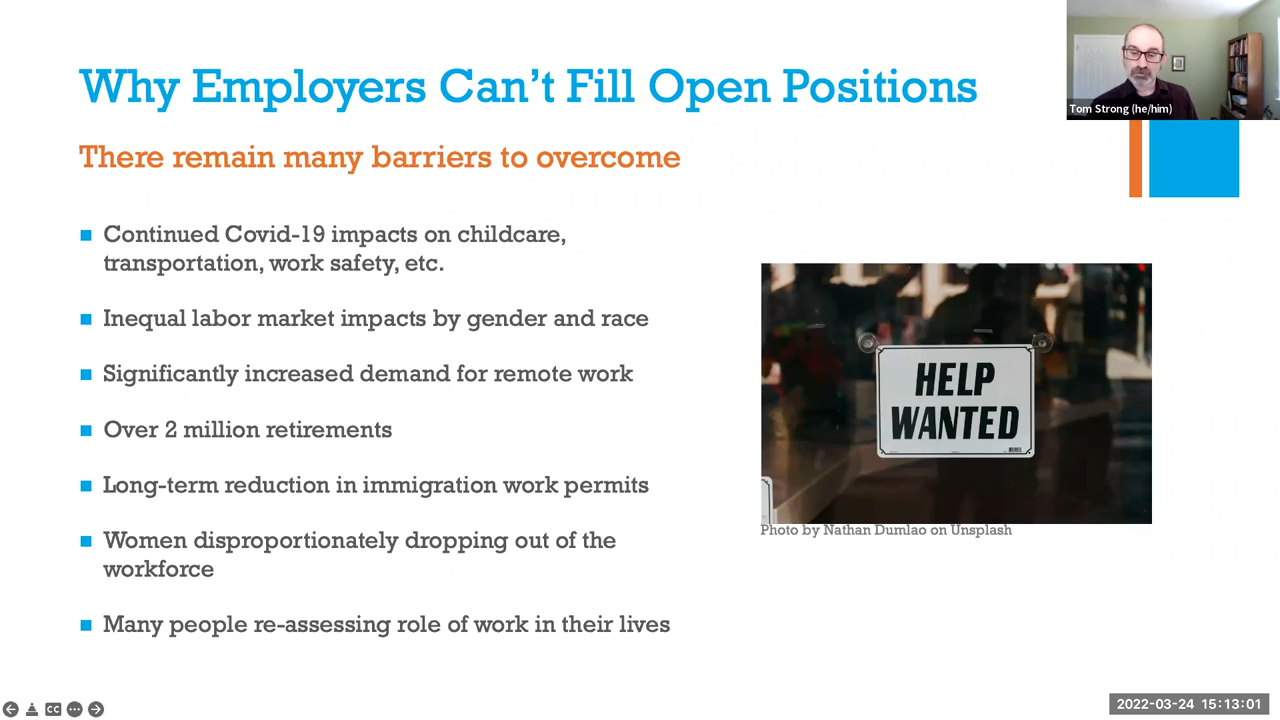 Why Employers Can't Fill Open Positions
Tom Strong (he/him)
There remain many barriers to overcome
Continued Covid-19 impacts on childcare,
transportation, work safety, etc.
Inequal labor market impacts by gender and race
Significantly increased demand for remote work
Over 2 million retirements
Long-term reduction in immigration work permits
Women disproportionately dropping out of the
workforce
Many people re-assessing role of work in their lives
HELP
WANTED
Photo by Nathan Dumlao on Unsplash
CC
2022-03-24 15:13:01